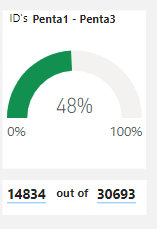 ID's Penta1 - Penta3
48%
0% 100%
14834 out of 30693